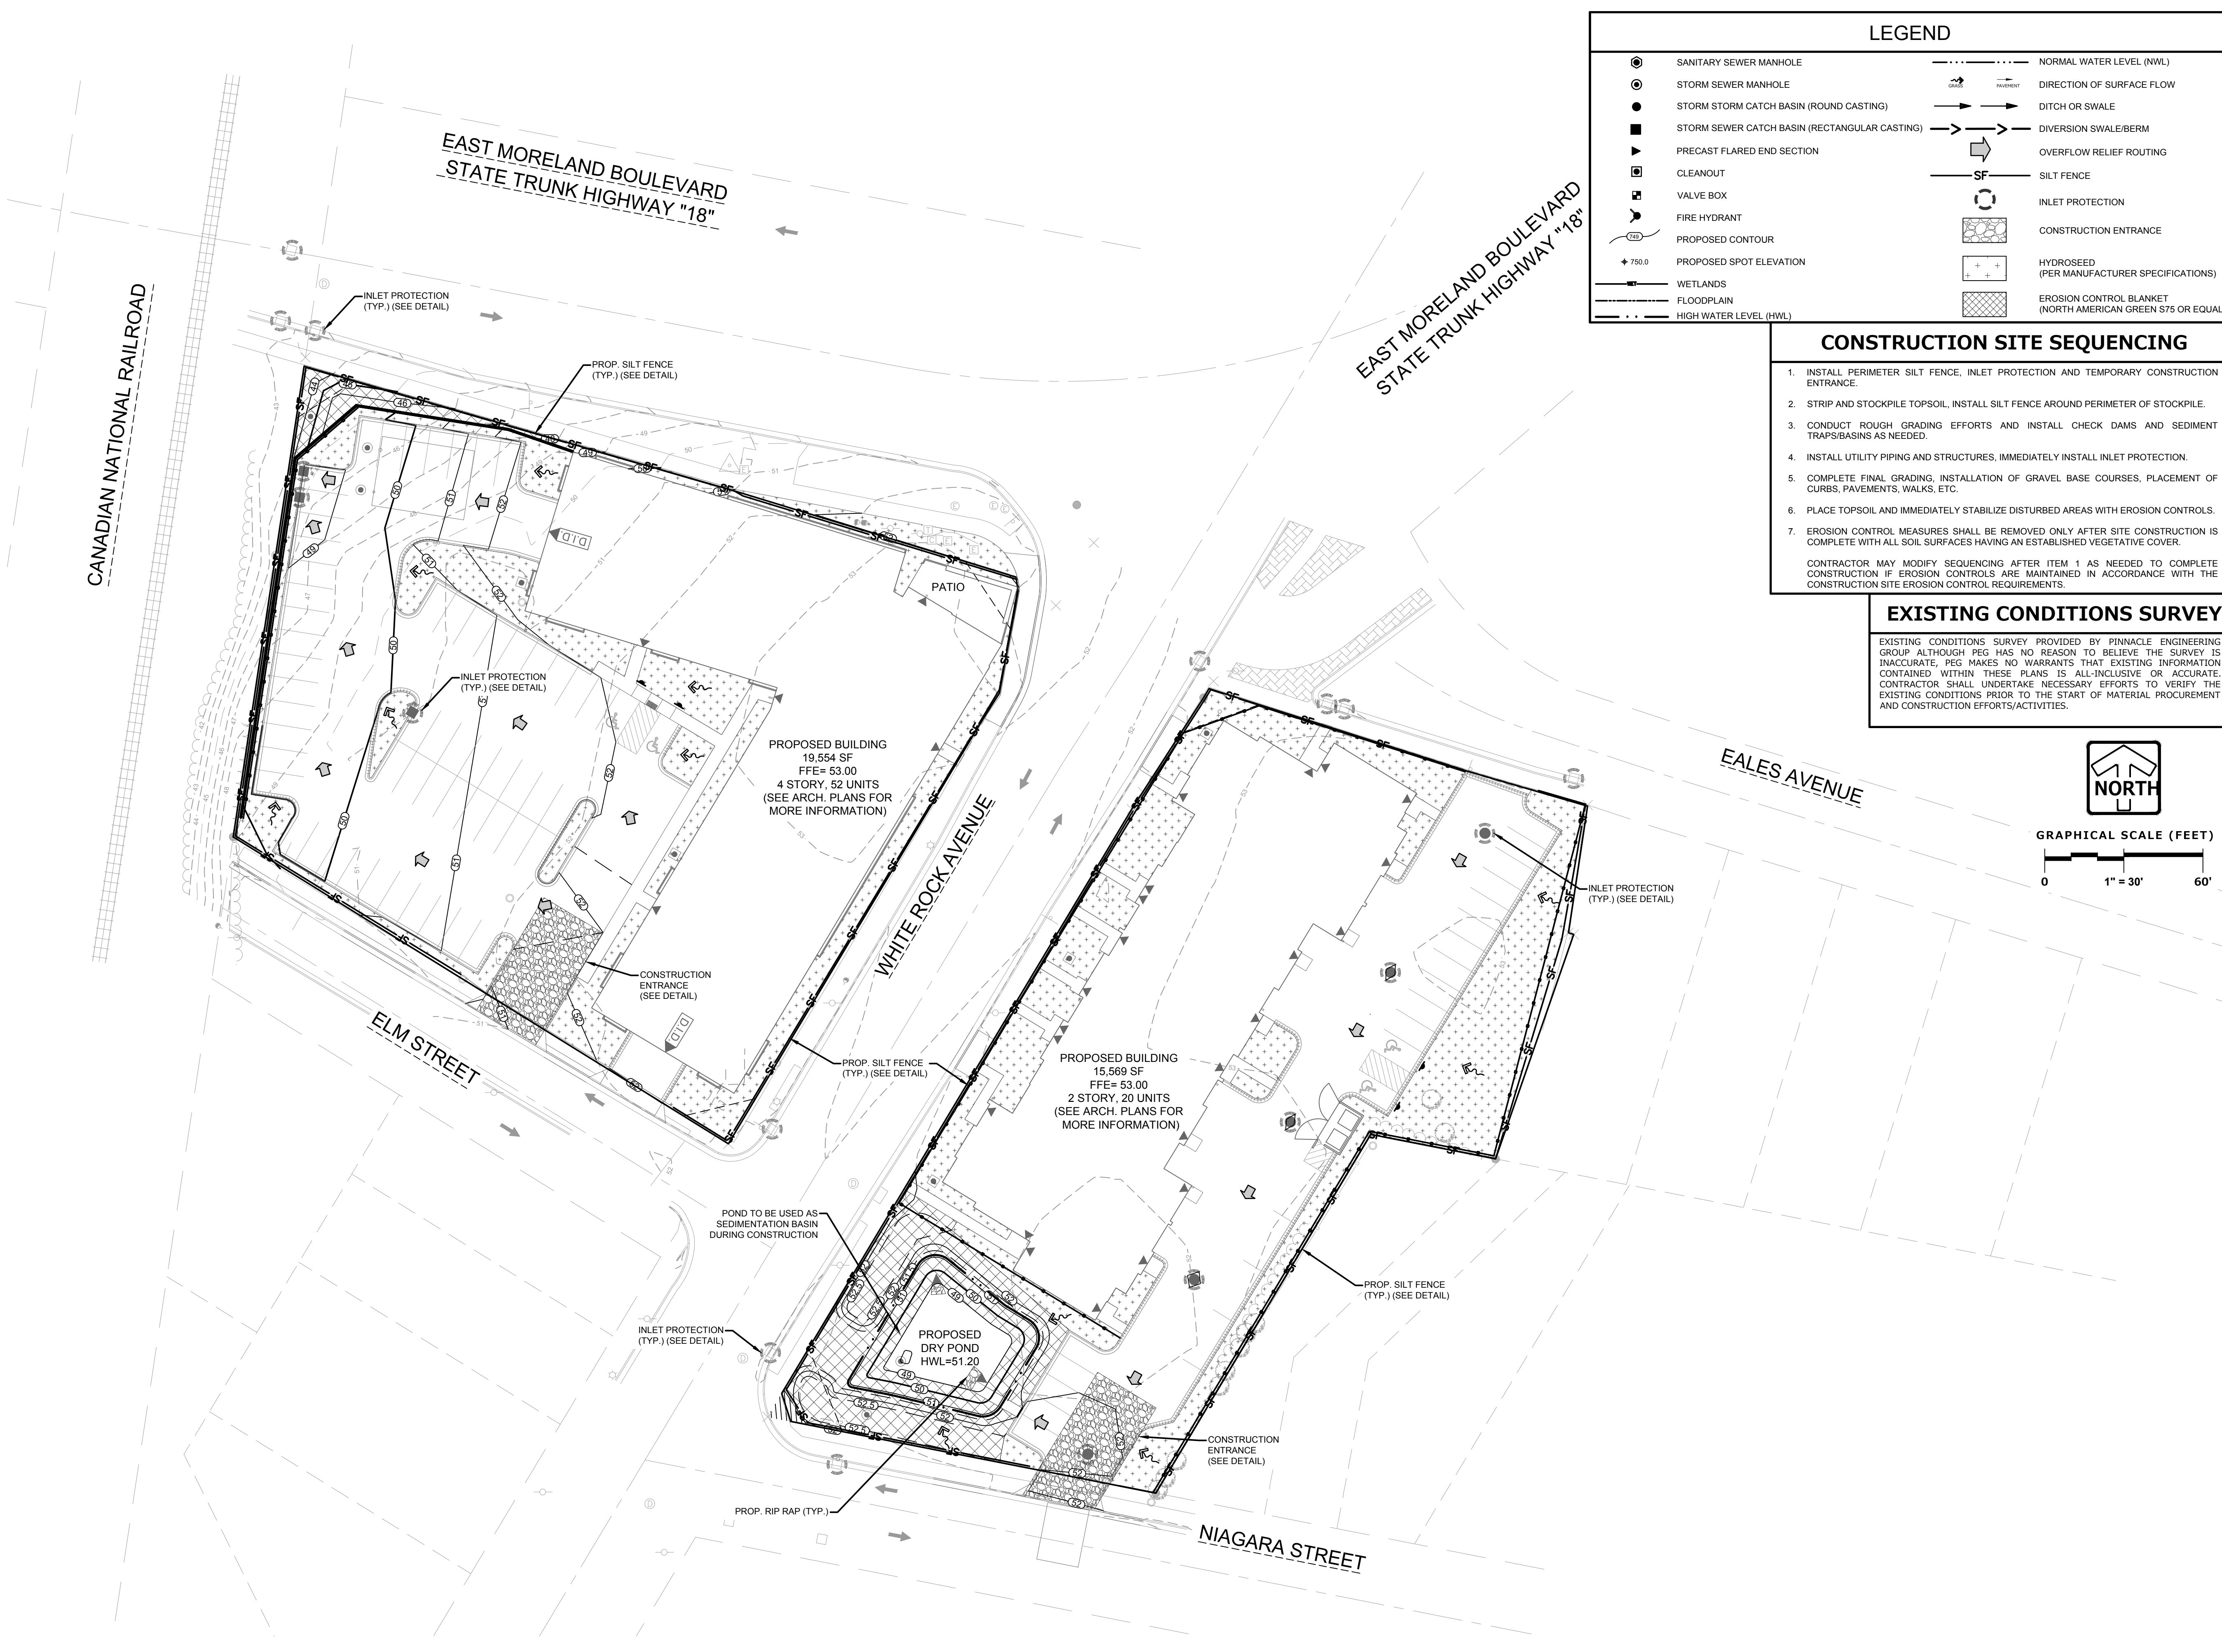 LEGEND
SANITARY SEWER MANHOLE
STORM SEWER MANHOLE
STORM STORM CATCH BASIN (ROUND CASTING)
STORM SEWER CATCH BASIN (RECTANGULAR CASTING)
PRECAST FLARED END SECTION
CLEANOUT
VALVE BOX
FIRE HYDRANT
749
PROPOSED CONTOUR
750.0
PROPOSED SPOT ELEVATION
WETLANDS
FLOODPLAIN
HIGH WATER LEVEL (HWL)
NORMAL WATER LEVEL (NWL)
GRASS
PAVEMENT
DIRECTION OF SURFACE FLOW
DITCH OR SWALE
DIVERSION SWALE/BERM
OVERFLOW RELIEF ROUTING
SF
SILT FENCE
INLET PROTECTION
CONSTRUCTION ENTRANCE
HYDROSEED
(PER MANUFACTURER SPECIFICATIONS)
EROSION CONTROL BLANKET
(NORTH AMERICAN GREEN S75 OR EQUAL
CONSTRUCTION SITE SEQUENCING
1. INSTALL PERIMETER SILT FENCE, INLET PROTECTION AND TEMPORARY CONSTRUCTION
ENTRANCE.
2. STRIP AND STOCKPILE TOPSOIL, INSTALL SILT FENCE AROUND PERIMETER OF STOCKPILE.
3. CONDUCT ROUGH GRADING EFFORTS AND INSTALL CHECK DAMS AND SEDIMENT
TRAPS/BASINS AS NEEDED.
4. INSTALL UTILITY PIPING AND STRUCTURES, IMMEDIATELY INSTALL INLET PROTECTION.
5. COMPLETE FINAL GRADING, INSTALLATION OF GRAVEL BASE COURSES, PLACEMENT OF
CURBS, PAVEMENTS, WALKS, ETC.
6. PLACE TOPSOIL AND IMMEDIATELY STABILIZE DISTURBED AREAS WITH EROSION CONTROLS.
7. EROSION CONTROL MEASURES SHALL BE REMOVED ONLY AFTER SITE CONSTRUCTION IS
COMPLETE WITH ALL SOIL SURFACES HAVING AN ESTABLISHED VEGETATIVE COVER.
CONTRACTOR MAY MODIFY SEQUENCING AFTER ITEM 1 AS NEEDED TO COMPLETE
CONSTRUCTION IF EROSION CONTROLS ARE MAINTAINED IN ACCORDANCE WITH THE
CONSTRUCTION SITE EROSION CONTROL REQUIREMENTS.
EXISTING CONDITIONS SURVEY
EXISTING CONDITIONS SURVEY PROVIDED BY PINNACLE ENGINEERING
GROUP ALTHOUGH PEG HAS NO REASON TO BELIEVE THE SURVEY IS
INACCURATE, PEG MAKES NO WARRANTS THAT EXISTING INFORMATION
CONTAINED WITHIN THESE PLANS IS ALL-INCLUSIVE OR ACCURATE.
CONTRACTOR SHALL UNDERTAKE NECESSARY EFFORTS TO VERIFY THE
EXISTING CONDITIONS PRIOR TO THE START OF MATERIAL PROCUREMENT
AND CONSTRUCTION EFFORTS/ACTIVITIES.
NORTH
GRAPHICAL SCALE (FEET)
0 1" = 30' 60'
EAST MORELAND BOULEVARD
STATE TRUNK HIGHWAY "18"
EAST MORELAND BOULEVARD
STATE TRUNK HIGHWAY "18"
CANADIAN NATIONAL RAILROAD
INLET PROTECTION
(TYP.) (SEE DETAIL)
PROP. SILT FENCE
(TYP.) (SEE DETAIL)
PATIO
INLET PROTECTION
(TYP.) (SEE DETAIL)
PROPOSED BUILDING
19,554 SF
FFE= 53.00
4 STORY, 52 UNITS
(SEE ARCH. PLANS FOR
MORE INFORMATION)
WHITE ROCK AVENUE
EALES AVENUE
INLET PROTECTION
(TYP.) (SEE DETAIL)
CONSTRUCTION
ENTRANCE
(SEE DETAIL)
ELM STREET
D.I.D.
D.I.D.
PROP. SILT FENCE
(TYP.) (SEE DETAIL)
PROPOSED BUILDING
15,569 SF
FFE= 53.00
2 STORY, 20 UNITS
(SEE ARCH. PLANS FOR
MORE INFORMATION)
POND TO BE USED AS
SEDIMENTATION BASIN
DURING CONSTRUCTION
PROP. SILT FENCE
(TYP.) (SEE DETAIL)
INLET PROTECTION
(TYP.) (SEE DETAIL)
PROPOSED
DRY POND
HWL=51.20
49
50
51
52
52.5
CONSTRUCTION
ENTRANCE
(SEE DETAIL)
PROP. RIP RAP (TYP.)
NIAGARA STREET